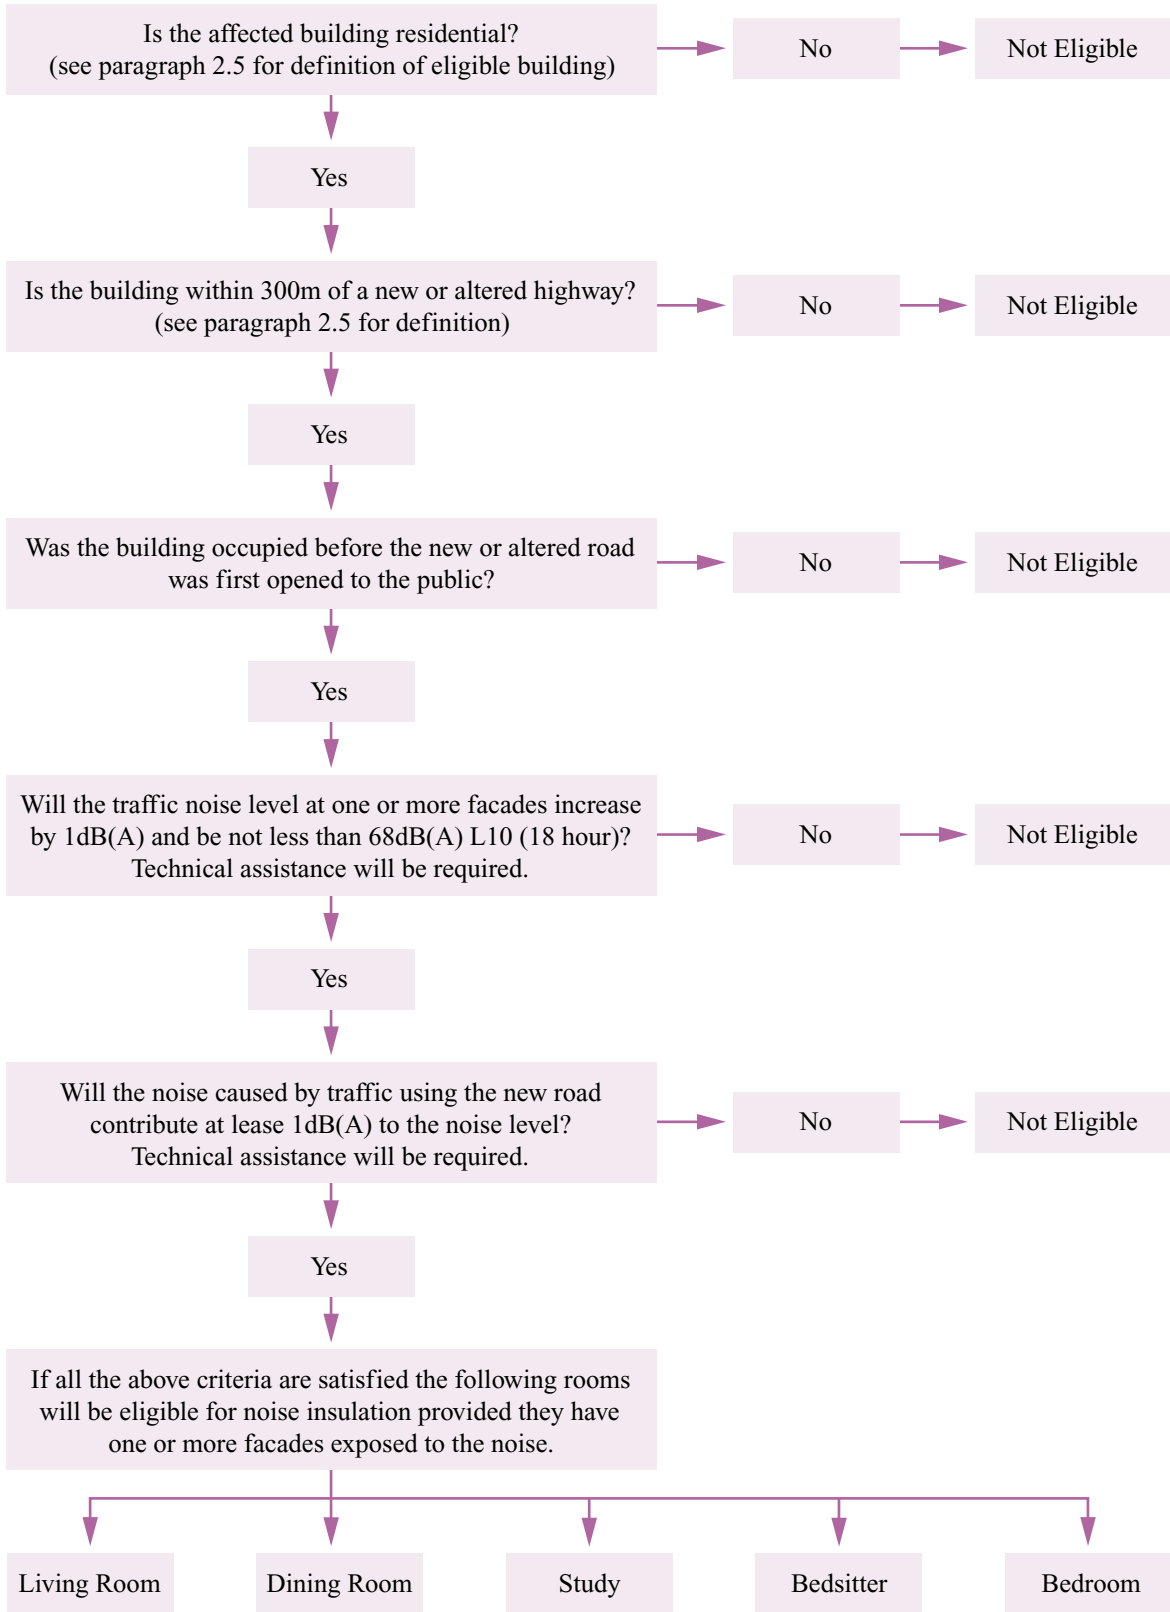 Is the affected building residential?
(see paragraph 2.5 for definition of eligible building)
No
Not Eligible
Yes
Is the building within 300m of a new or altered highway?
(see paragraph 2.5 for definition)
No
Not Eligible
Yes
Was the building occupied before the new or altered road
was first opened to the public?
No
Not Eligible
Yes
Will the traffic noise level at one or more facades increase
by 1dB(A) and be not less than 68dB(A) L10 (18 hour)?
Technical assistance will be required.
No
Not Eligible
Yes
Will the noise caused by traffic using the new road
contribute at lease 1dB(A) to the noise level?
Technical assistance will be required.
No
Not Eligible
Yes
If all the above criteria are satisfied the following rooms
will be eligible for noise insulation provided they have
one or more facades exposed to the noise.
Living Room
Dining Room
Study
Bedsitter
Bedroom